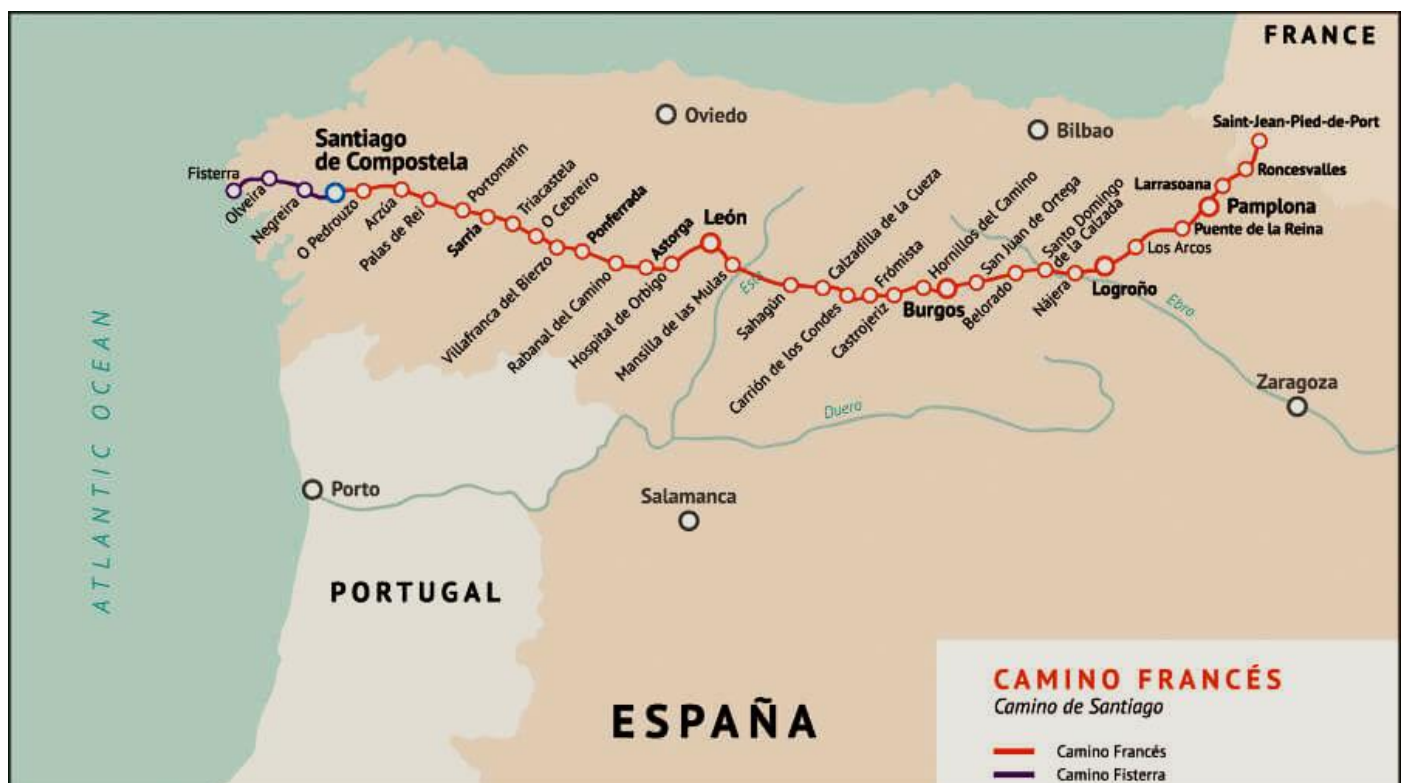 FRANCE
Oviedo
Bilbao
Saint-Jean-Pied-de-Port
Roncesvalles
Larrasoana
Pamplona
Puente de la Reina
Los Arcos
Logroño
Nájera
Santo Domingo
de la Calzada
Belorado
San Juan de Ortega
Burgos
Hornillos del Camino
Castrojeriz
Frómista
Carrión de los Condes
Calzadilla de la Cueza
Sahagún
Mansilla de las Mulas
León
Hospital de Orbigo
Astorga
Rabanal del Camino
Ponferrada
Villafranca del Bierzo
O Cebreiro
Triacastela
Sarria
Portomarín
Palas de Rei
Arzúa
O Pedrouzo
Santiago
de Compostela
Negreira
Olveira
Fisterra
Esla
Ebro
Duero
Zaragoza
Porto
Salamanca
ATLANTIC OCEAN
PORTUGAL
ESPAÑA
CAMINO FRANCÉS
Camino de Santiago
Camino Francés
Camino Fisterra